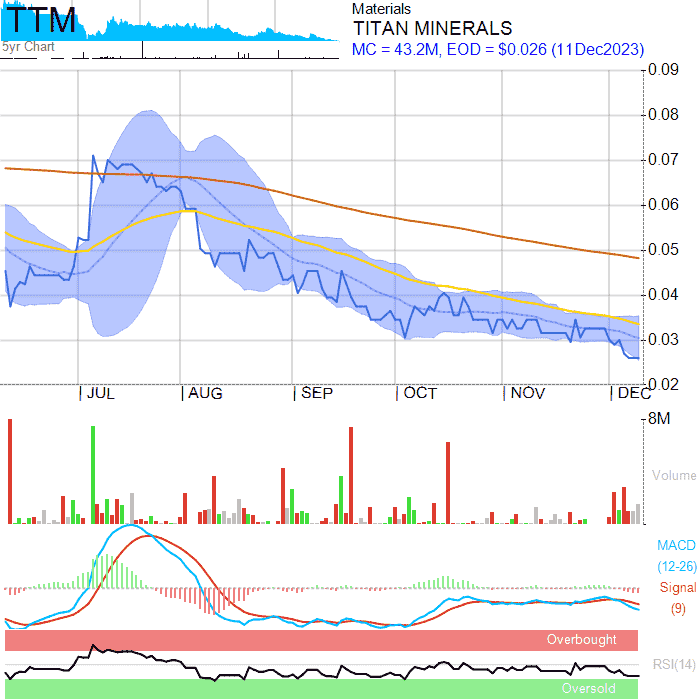 TTM
5yr Chart
Materials
TITAN MINERALS
MC = 43.2M, EOD = $0.026 (11Dec2023)
0.09
0.08
0.07
0.06
0.05
0.04
0.03
0.02
JUL AUG SEP OCT NOV DEC
8M
Volume
MACD
(12-26)
Signal
(9)
Overbought
RSI(14)
Oversold